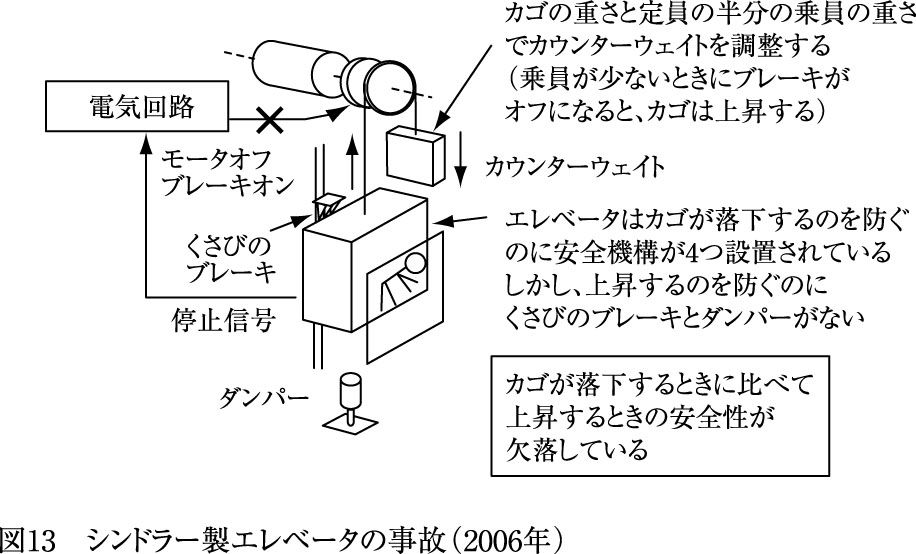 カゴの重さと定員の半分の乗員の重さ
でカウンターウェイトを調整する
（乗員が少ないときにブレーキが
オフになると、カゴは上昇する）
電気回路
モータオフ
ブレーキオン
カウンターウェイト
くさびの
ブレーキ
エレベータはカゴが落下するのを防ぐ
のに安全機構が4つ設置されている
しかし、上昇するのを防ぐのに
くさびのブレーキとダンパーがない
停止信号
ダンパー
カゴが落下するときに比べて
上昇するときの安全性が
欠落している
図13　シンドラー製エレベータの事故（2006年）